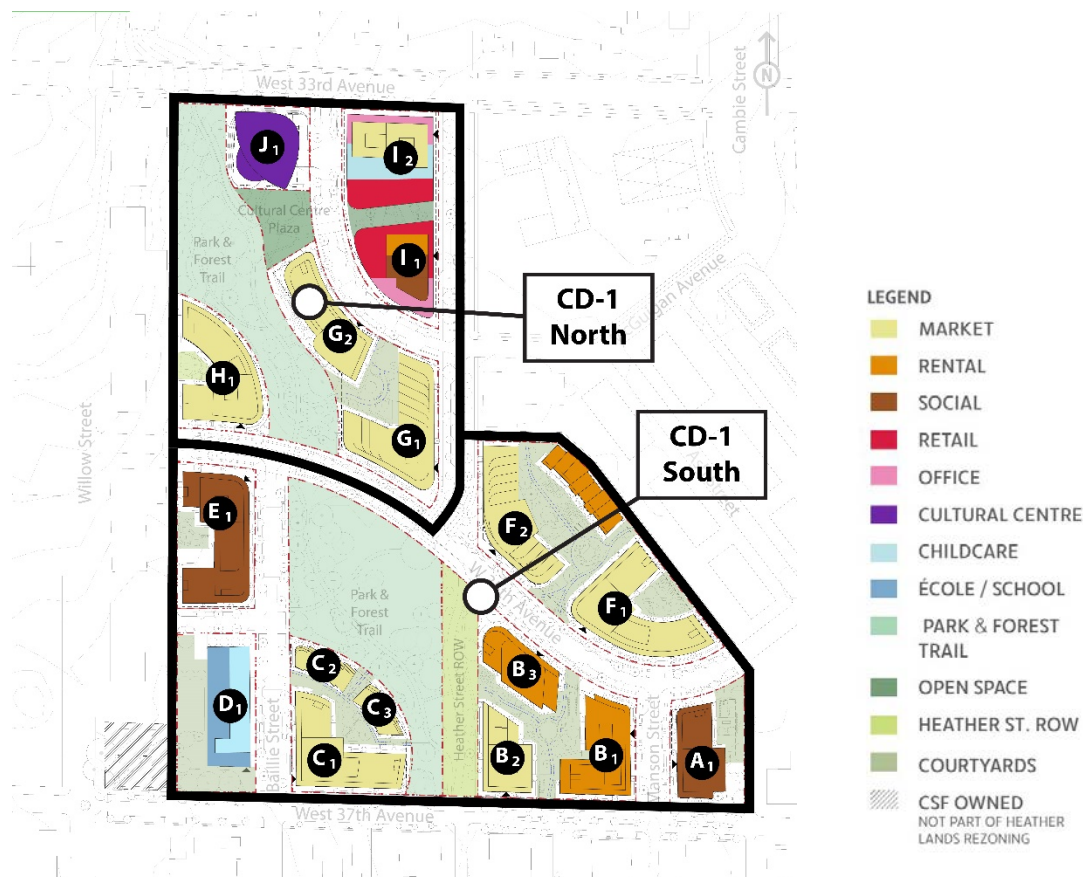 West 33rd Avenue
Cambie Street
N
J1
I2
Cultural Centre
Plaza
Park &
Forest
Trail
I1
CD-1
North
G2
H1
G1
Willow Street
CD-1
South
E1
F2
Park &
Forest
Trail
F1
C2
B3
Heather Street ROW
D1
C3
C1
B2
B1
A1
Baillie Street
Manson Street
West 37th Avenue
LEGEND
MARKET
RENTAL
SOCIAL
RETAIL
OFFICE
CULTURAL CENTRE
CHILDCARE
ÉCOLE / SCHOOL
PARK & FOREST
TRAIL
OPEN SPACE
HEATHER ST. ROW
COURTYARDS
CSF OWNED
NOT PART OF HEATHER
LANDS REZONING